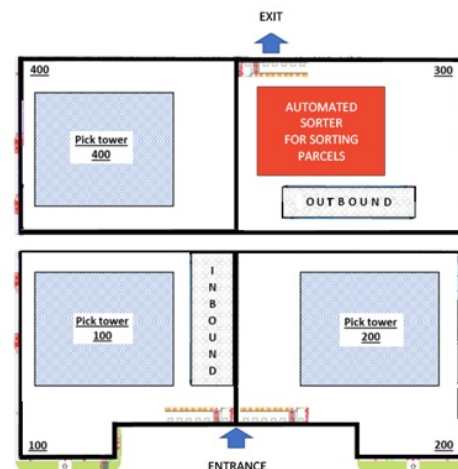 EXIT
400
300
Pick tower
400
AUTOMATED
SORTER
FOR SORTING
PARCELS
OUTBOUND
Pick tower
100
INBOUND
Pick tower
200
100
200
ENTRANCE